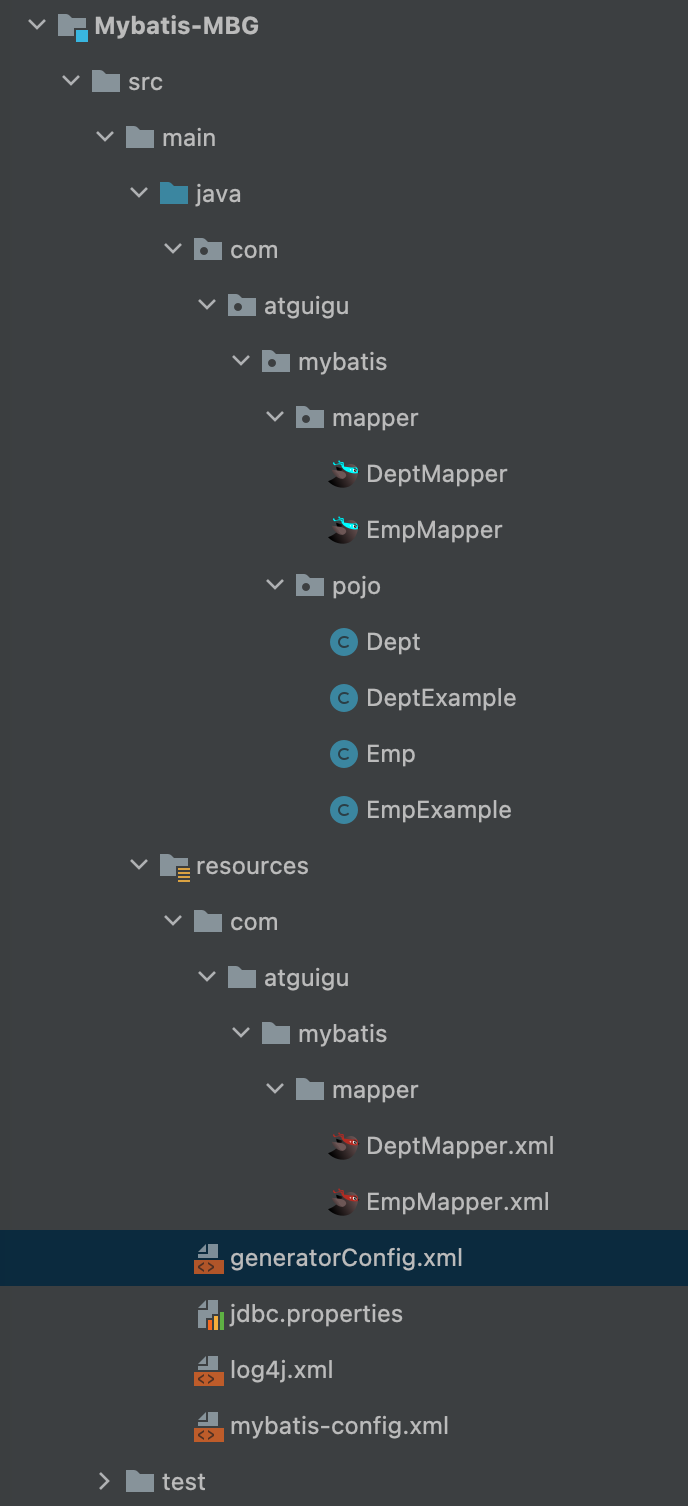 Mybatis-MBG
src
main
java
com
atguigu
mybatis
mapper
DeptMapper
EmpMapper
pojo
Dept
DeptExample
Emp
EmpExample
resources
com
atguigu
mybatis
mapper
DeptMapper.xml
EmpMapper.xml
generatorConfig.xml
jdbc.properties
log4j.xml
mybatis-config.xml
test